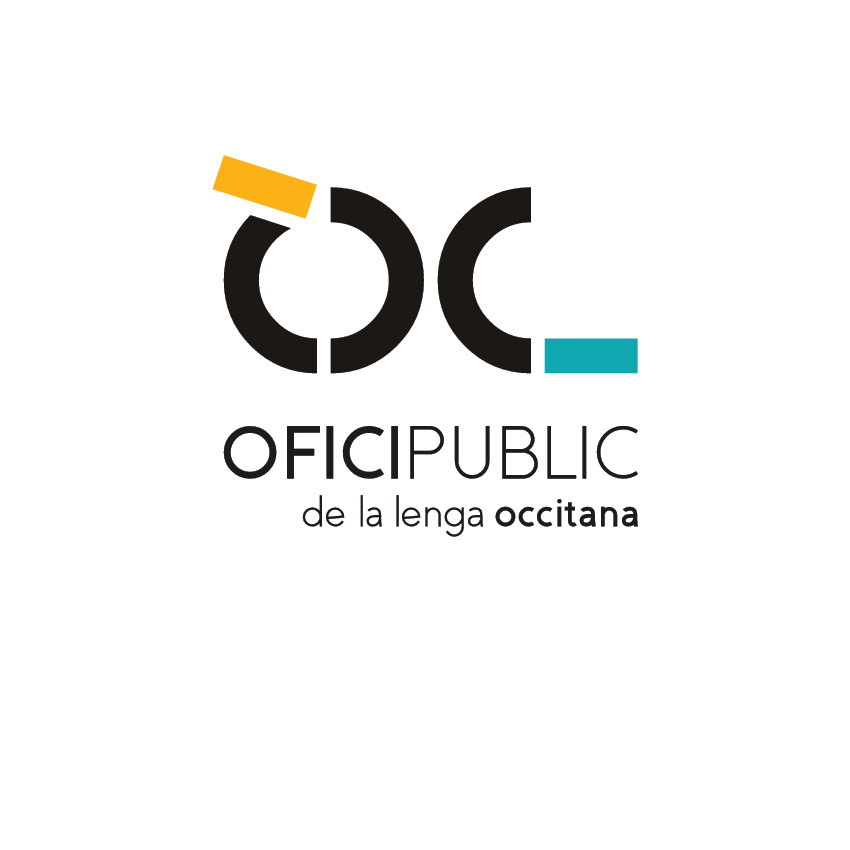 ÒC
OFICIPUBLIC
de la lenga occitana